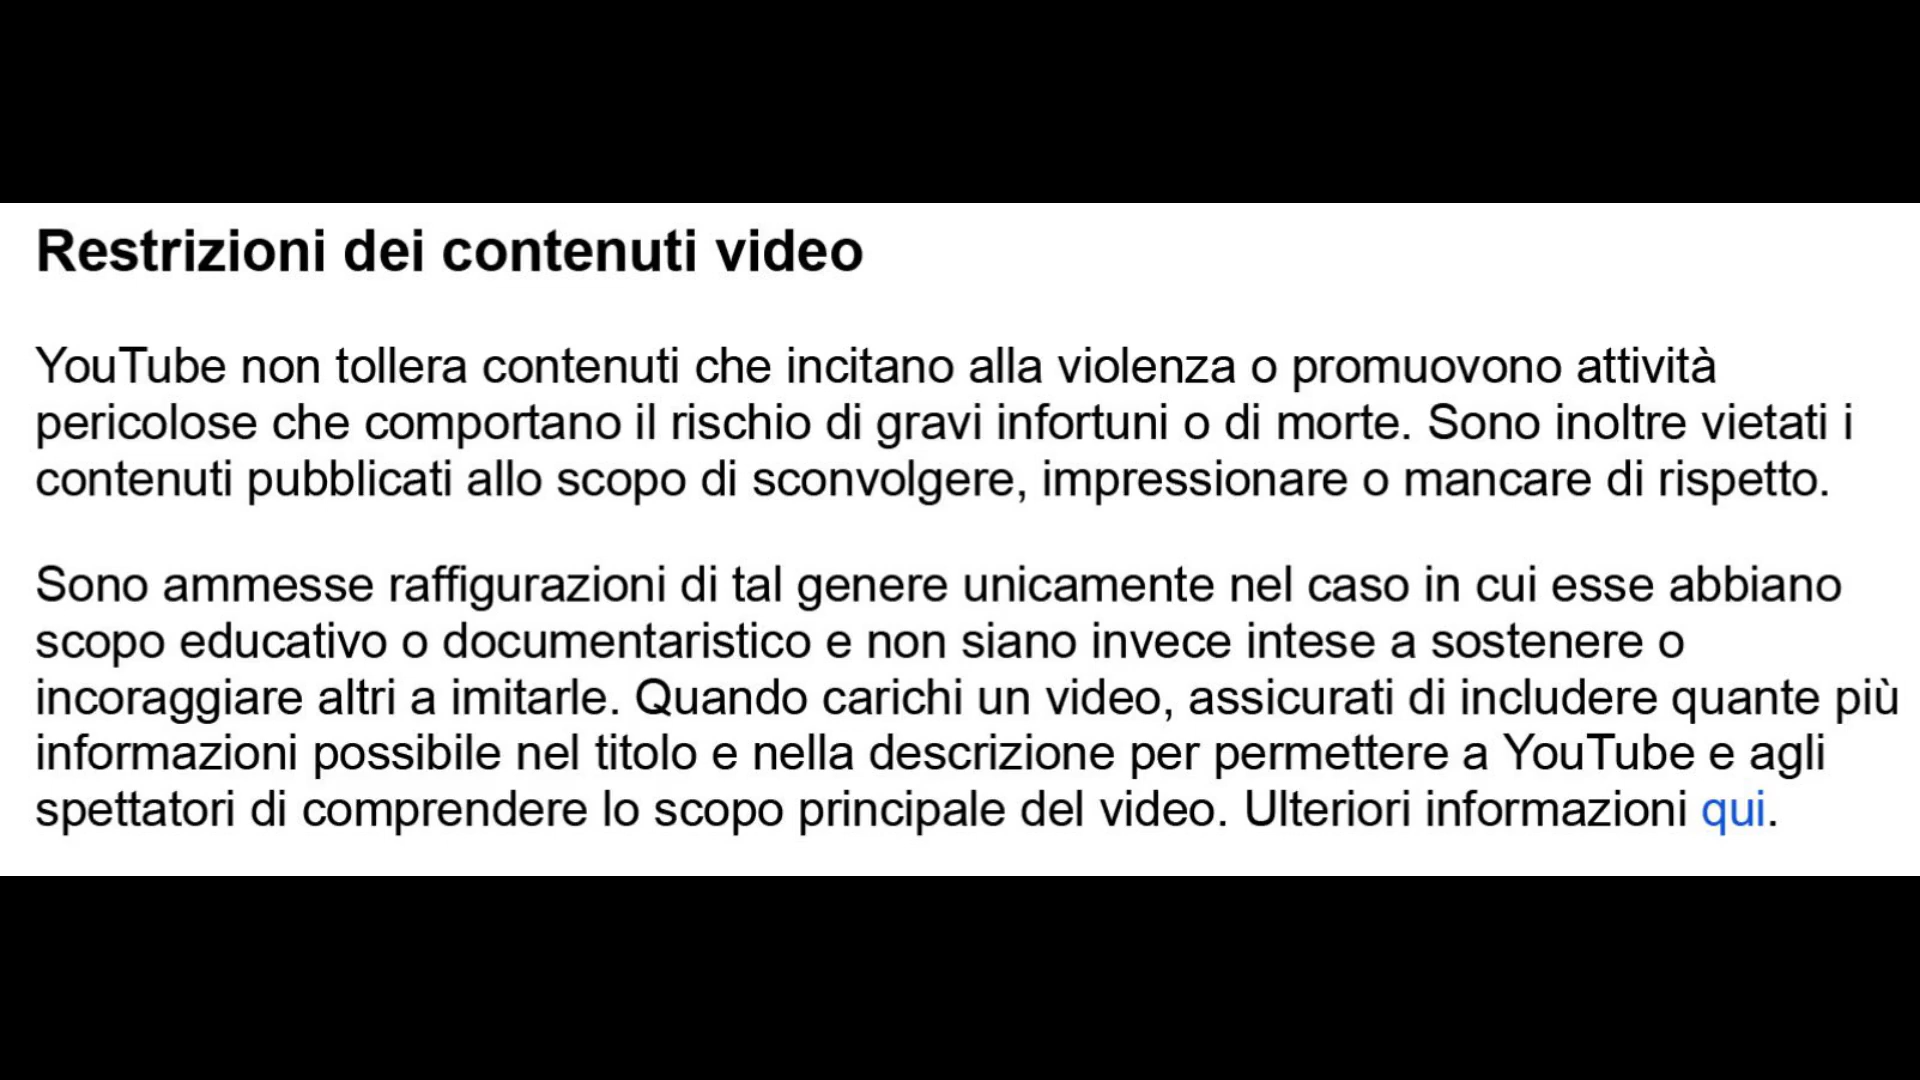 Restrizioni dei contenuti video
YouTube non tollera contenuti che incitano alla violenza o promuovono attività
pericolose che comportano il rischio di gravi infortuni o di morte. Sono inoltre vietati i
contenuti pubblicati allo scopo di sconvolgere, impressionare o mancare di rispetto.
Sono ammesse raffigurazioni di tal genere unicamente nel caso in cui esse abbiano
scopo educativo o documentaristico e non siano invece intese a sostenere o
incoraggiare altri a imitarle. Quando carichi un video, assicurati di includere quante più
informazioni possibile nel titolo e nella descrizione per permettere a YouTube e agli
spettatori di comprendere lo scopo principale del video. Ulteriori informazioni qui.